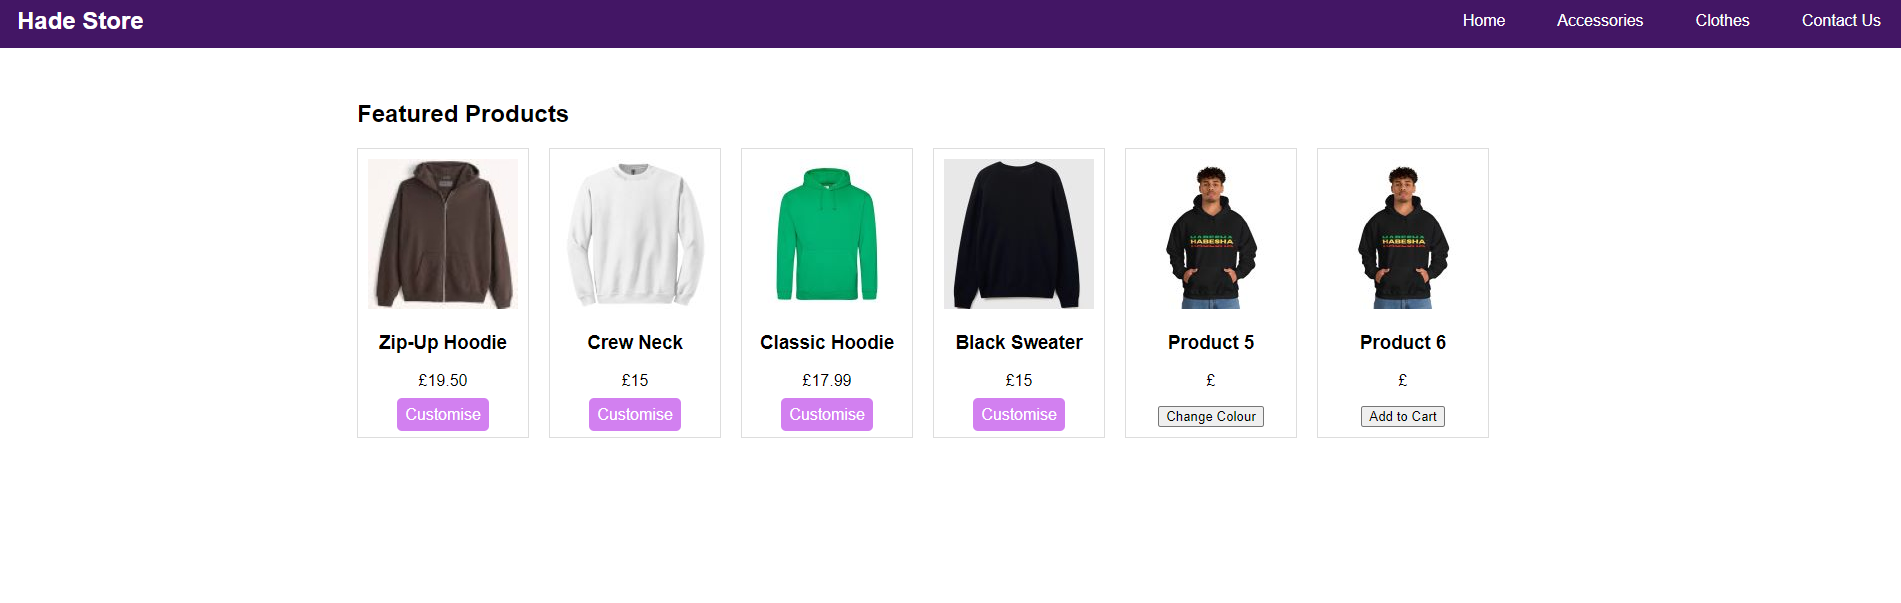 Hade Store
Home Accessories Clothes Contact Us
Featured Products
HABESHA
HABESHA
HABESHA
HABESHA
Zip-Up Hoodie Crew Neck Classic Hoodie Black Sweater Product 5 Product 6
£19.50 £15 £17.99 £15 £ £
Customise Customise Customise Customise Change Colour Add to Cart